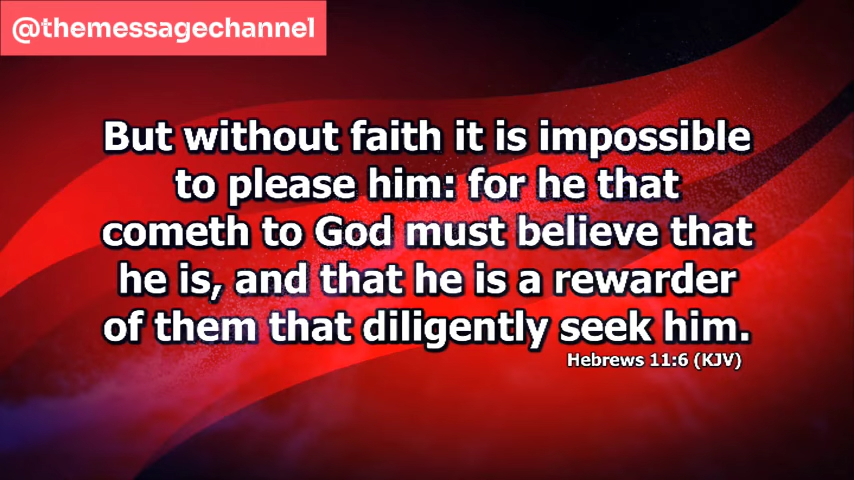 @themessagechannel
But without faith it is impossible
to please him: for he that
cometh to God must believe that
he is, and that he is a rewarder
of them that diligently seek him.
Hebrews 11:6 (KJV)